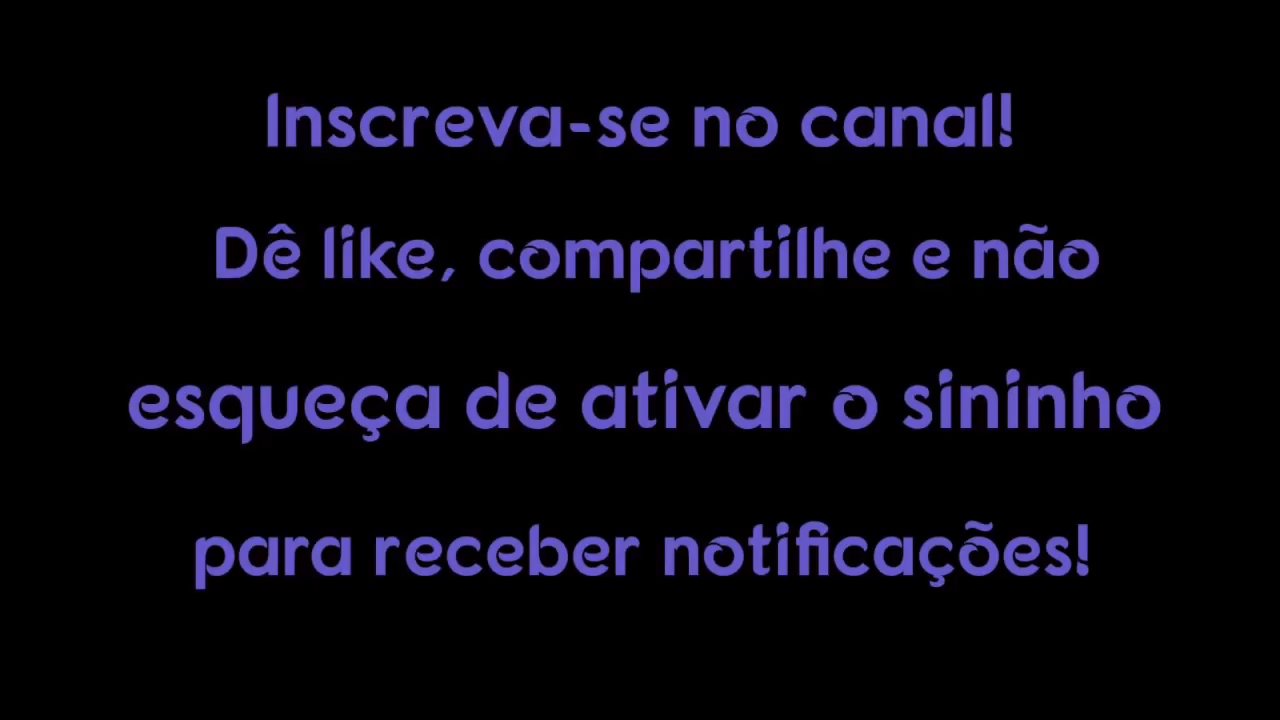 Inscreva-se no canal!
Dê like, compartilhe e não
esqueça de ativar o sininho
para receber notificações!